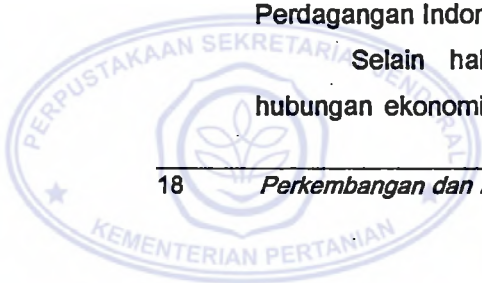 Perdagangan Indor
Selain hal
hubungan ekonomi
18 Perkembangan dan
PERPUSTAKAAN SEKRETARIAT JENDERAL
KEMENTERIAN PERTANIAN